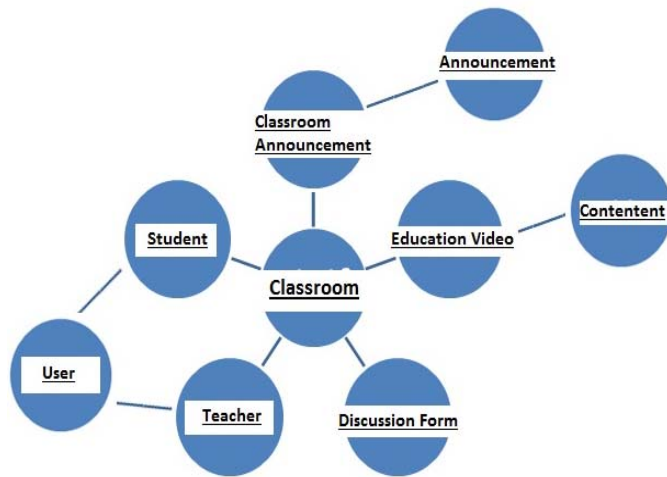 Announcement
Classroom
Announcement
Contentent
Student
Education Video
Classroom
User
Teacher
Discussion Form